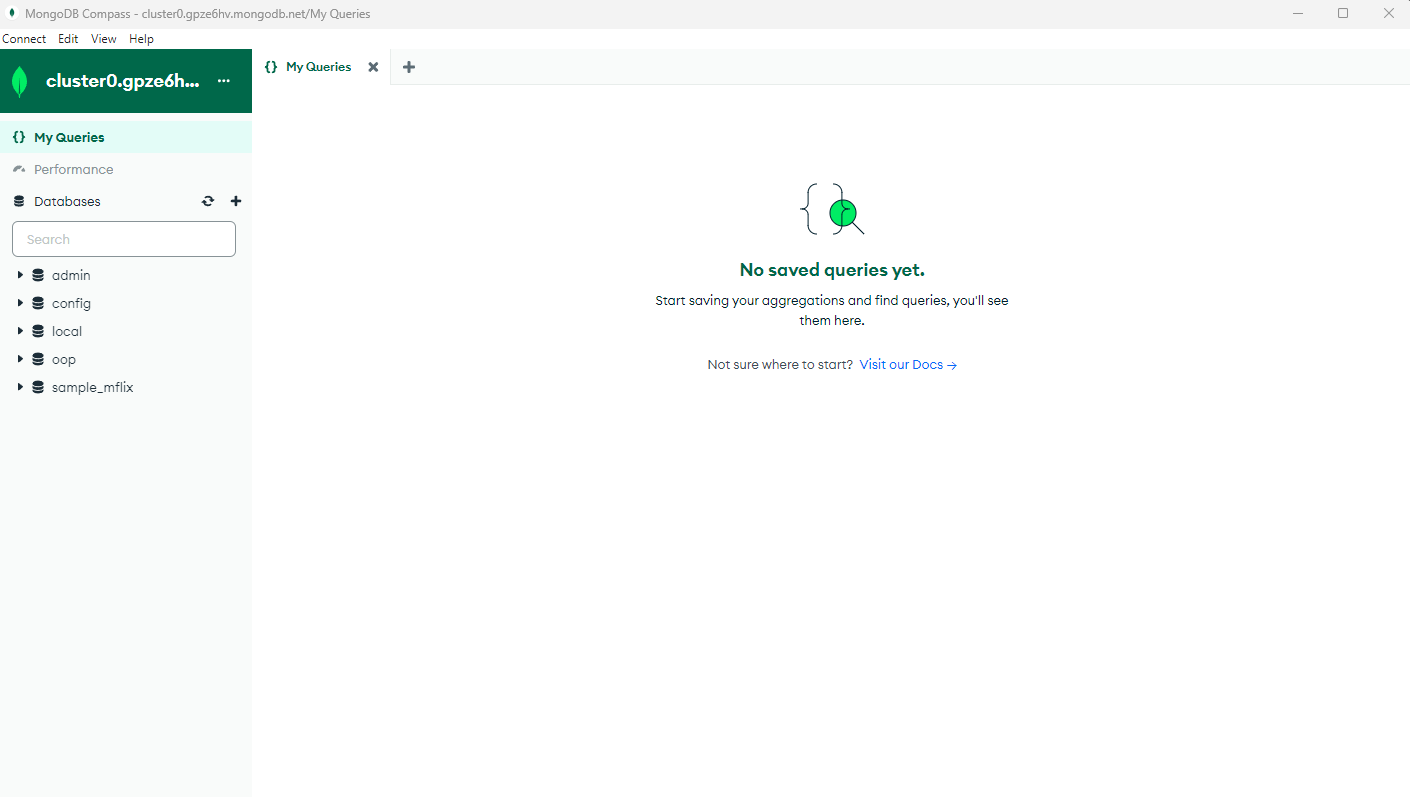 MongoDB Compass - cluster0.gpze6hv.mongodb.net/My Queries
Connect Edit View Help
cluster0.gpze6h...
{} My Queries
{} My Queries
Performance
Databases
Search
admin
config
local
oop
sample_mflix
No saved queries yet.
Start saving your aggregations and find queries, you'll see
them here.
Not sure where to start? Visit our Docs →